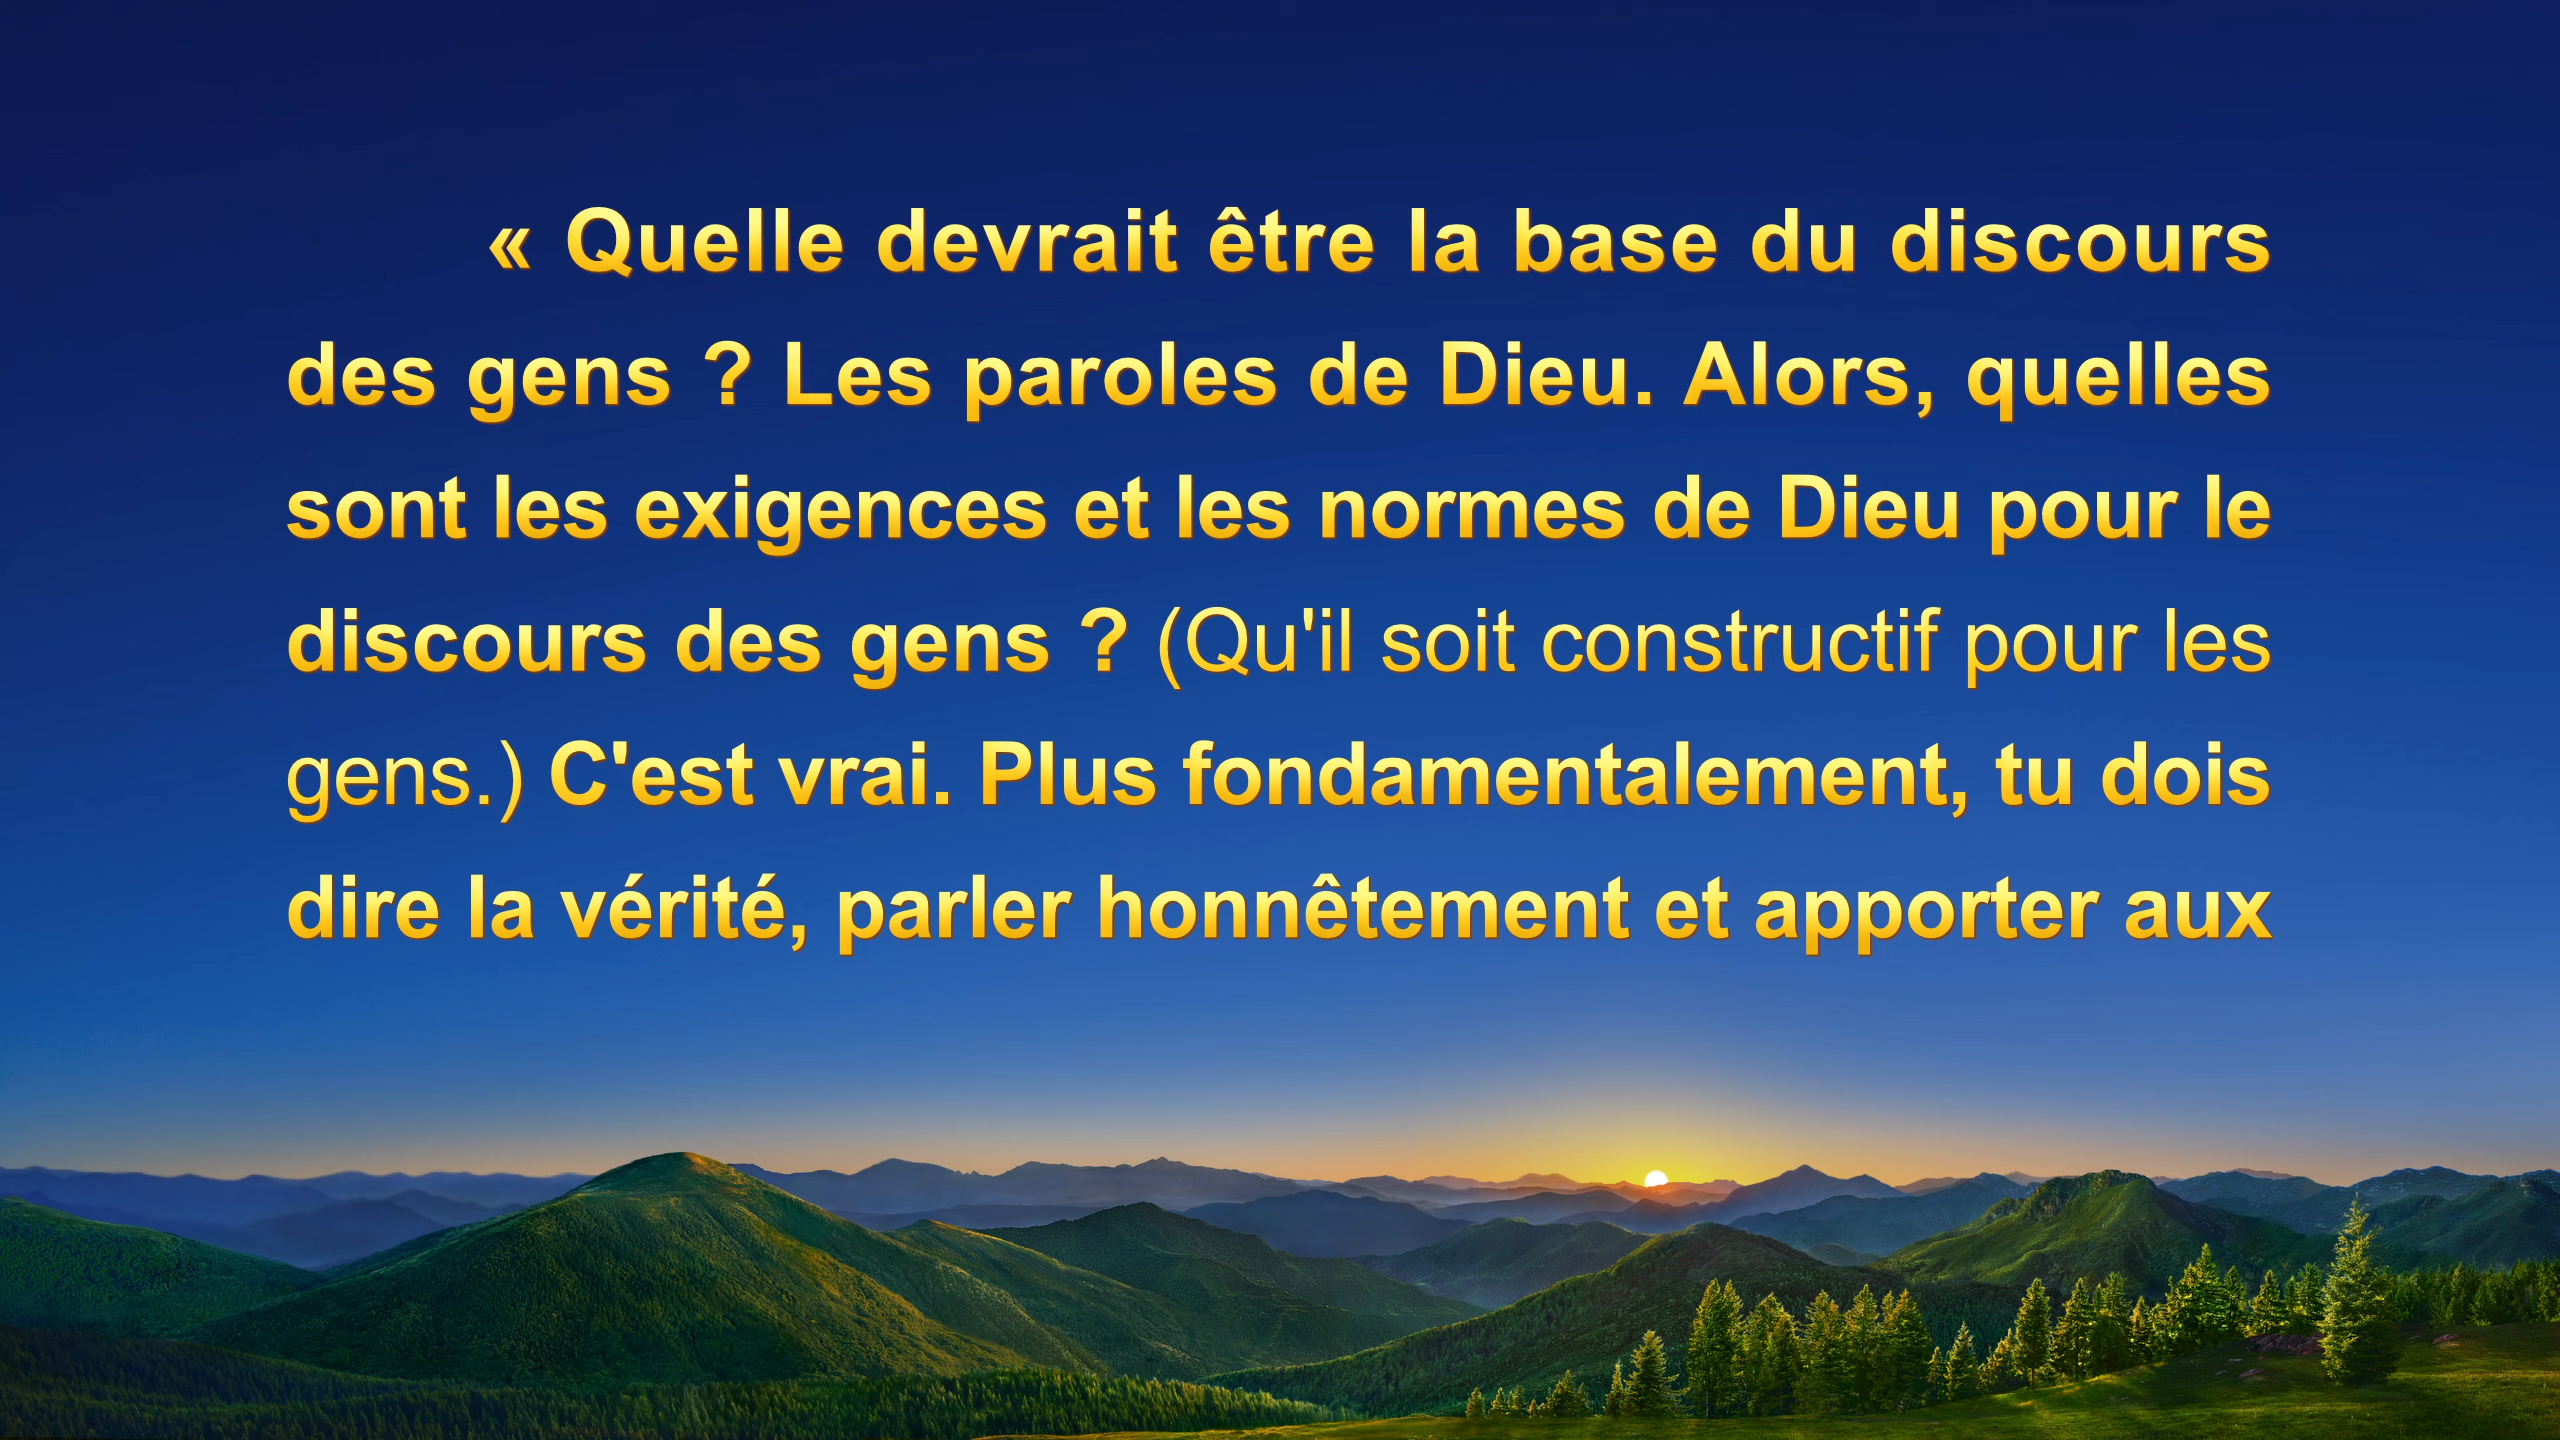 « Quelle devrait être la base du discours
des gens ? Les paroles de Dieu. Alors, quelles
sont les exigences et les normes de Dieu pour le
discours des gens ? (Qu'il soit constructif pour les
gens.) C'est vrai. Plus fondamentalement, tu dois
dire la vérité, parler honnêtement et apporter aux